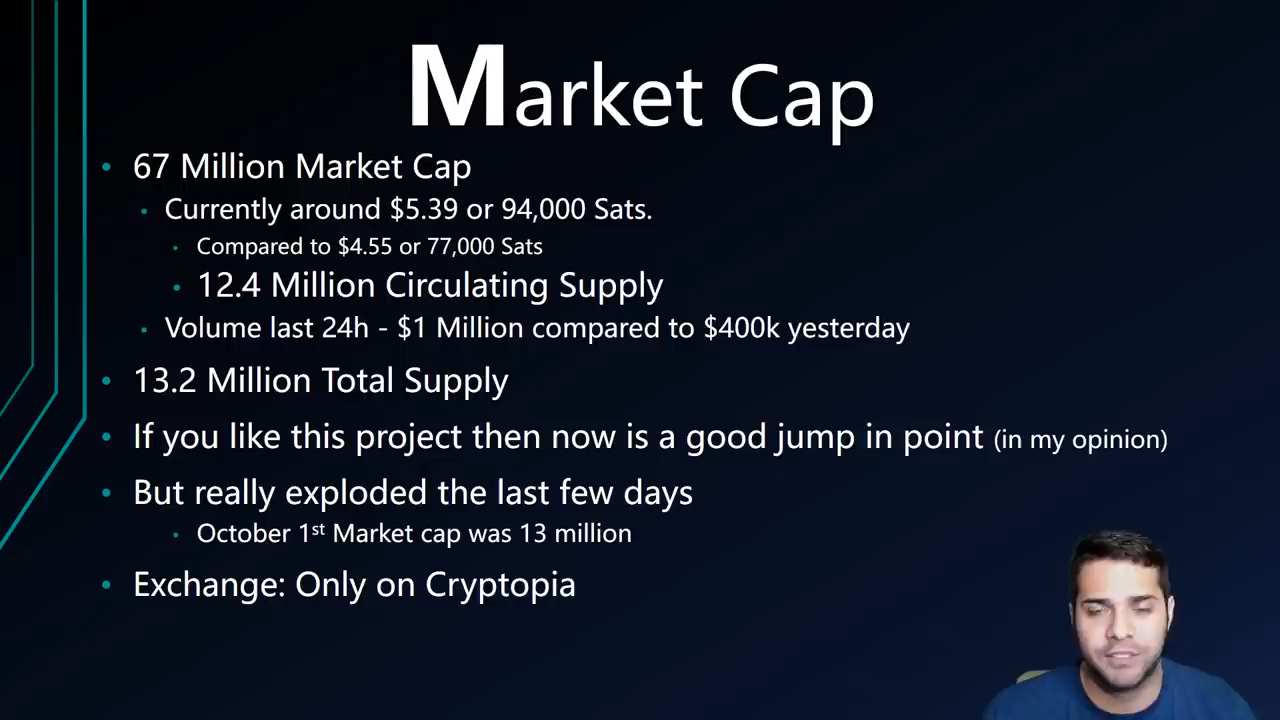 Market Cap
67 Million Market Cap
Currently around $5.39 or 94,000 Sats.
Compared to $4.55 or 77,000 Sats
12.4 Million Circulating Supply
Volume last 24h - $1 Million compared to $400k yesterday
13.2 Million Total Supply
If you like this project then now is a good jump in point (in my opinion)
But really exploded the last few days
October 1st Market cap was 13 million
Exchange: Only on Cryptopia